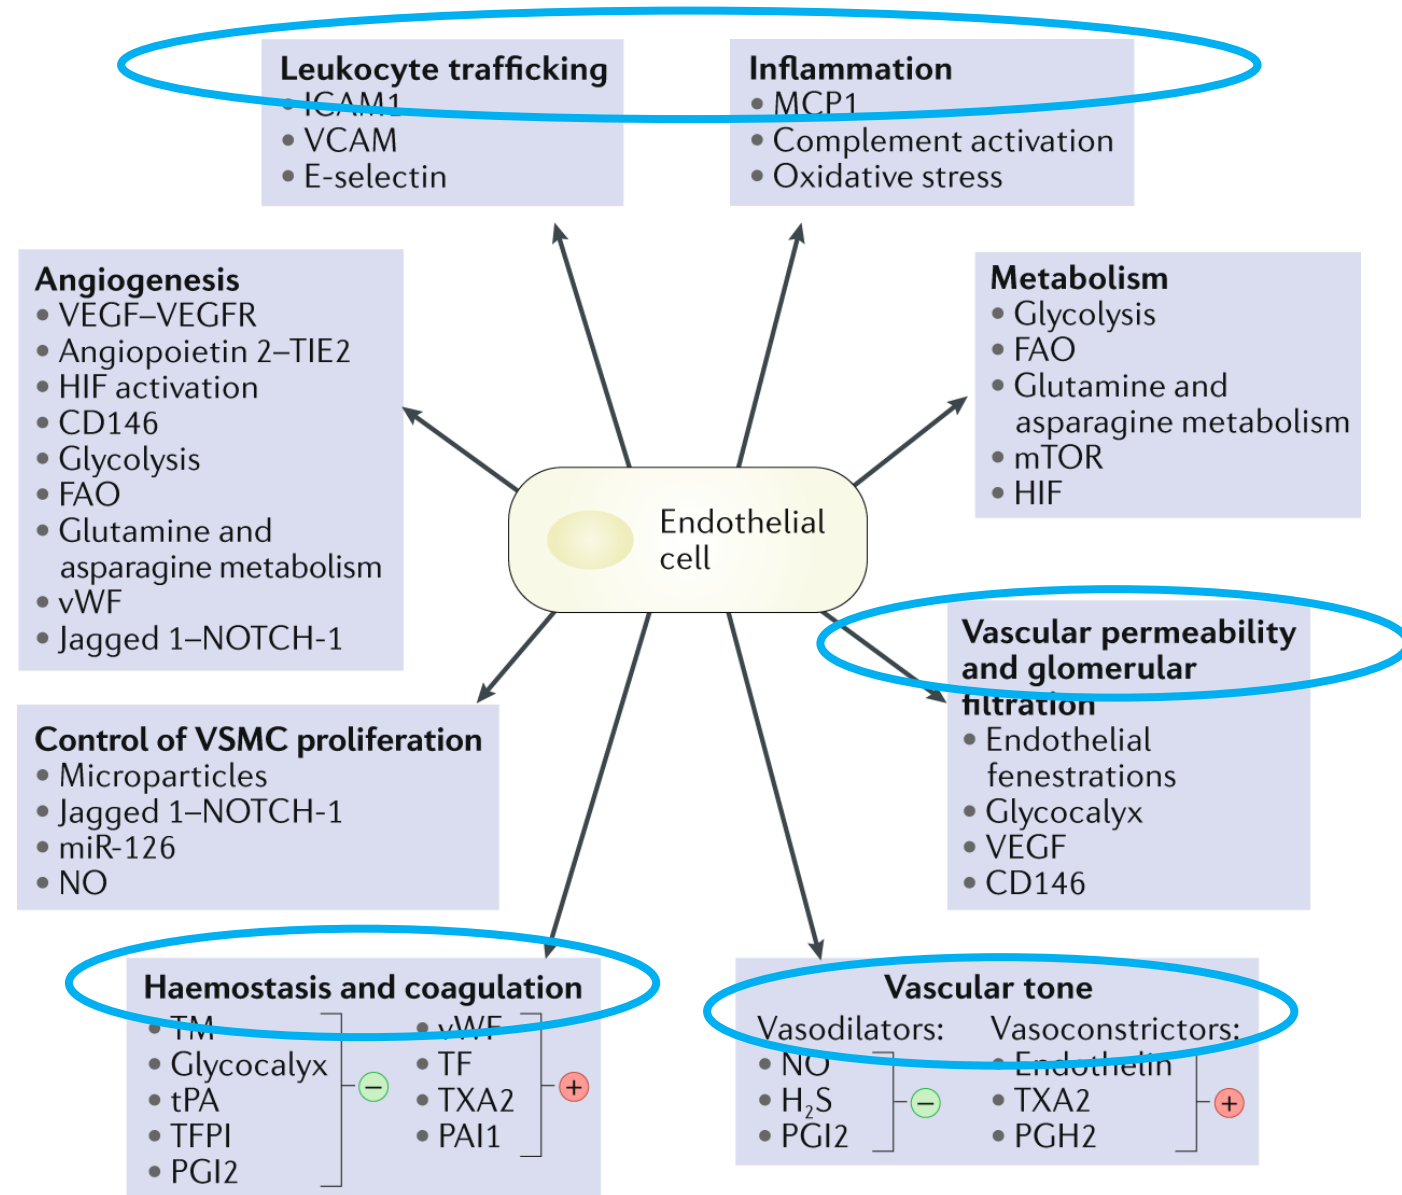 Leukocyte trafficking
• ICAM1
• VCAM
• E-selectin
Inflammation
• MCP1
• Complement activation
• Oxidative stress
Angiogenesis
• VEGF–VEGFR
• Angiopoietin 2–TIE2
• HIF activation
• CD146
• Glycolysis
• FAO
• Glutamine and
asparagine metabolism
• vWF
• Jagged 1–NOTCH-1
Metabolism
• Glycolysis
• FAO
• Glutamine and
asparagine metabolism
• mTOR
• HIF
Endothelial
cell
Vascular permeability
and glomerular
filtration
• Endothelial
fenestrations
• Glycocalyx
• VEGF
• CD146
Control of VSMC proliferation
• Microparticles
• Jagged 1–NOTCH-1
• miR-126
• NO
Haemostasis and coagulation
• TM
• Glycocalyx
• tPA
• TFPI
• PGI2
−
• vWF
• TF
• TXA2
• PAI1
+
Vascular tone
Vasodilators:
• NO
• H₂S
• PGI2
−
Vasoconstrictors:
• Endothelin
• TXA2
• PGH2
+